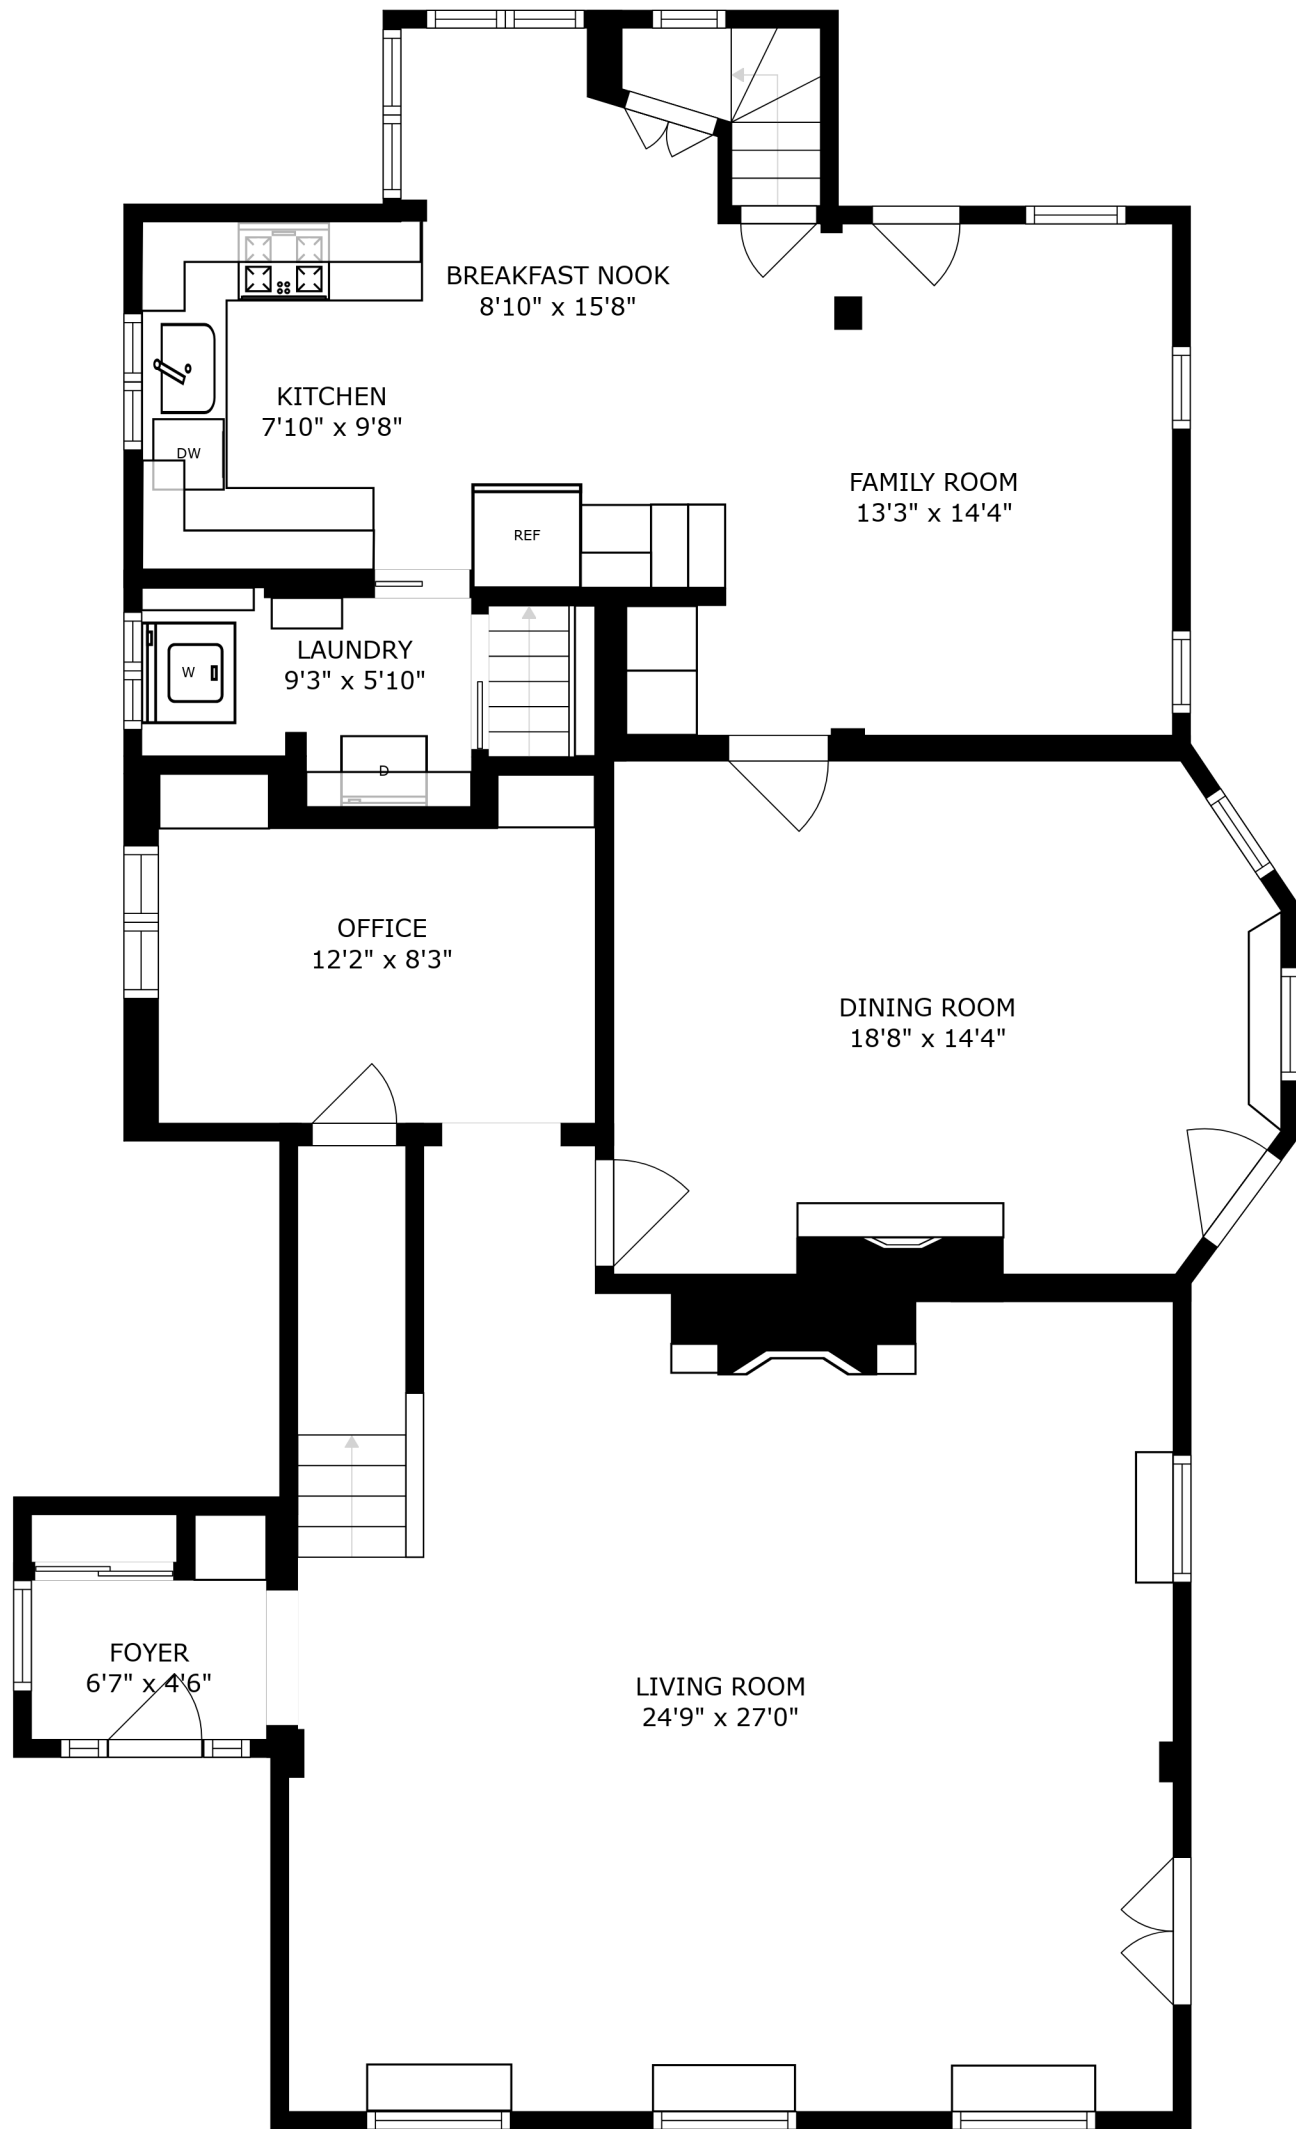 BREAKFAST NOOK
8'10" x 15'8"
KITCHEN
7'10" x 9'8"
DW
FAMILY ROOM
13'3" x 14'4"
REF
LAUNDRY
9'3" x 5'10"
W
D
OFFICE
12'2" x 8'3"
DINING ROOM
18'8" x 14'4"
FOYER
6'7" x 4'6"
LIVING ROOM
24'9" x 27'0"